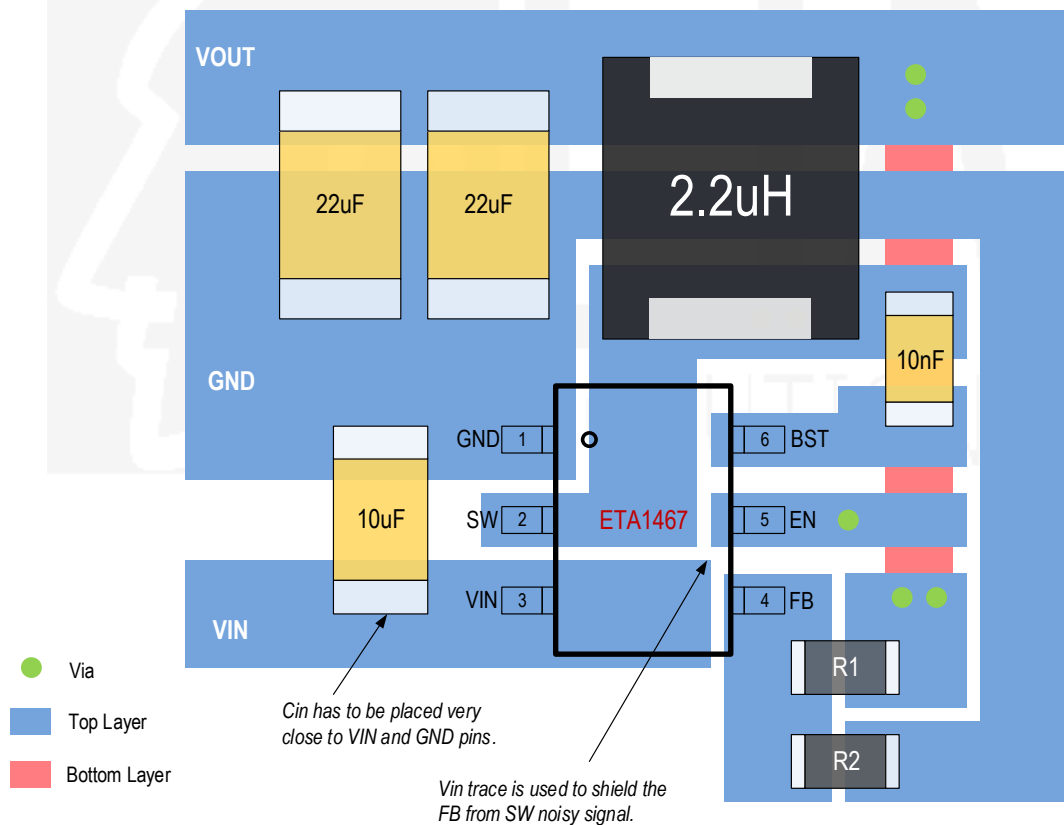 VOUT
22uF
22uF
2.2uH
GND
10nF
GND 1
6 BST
10uF
SW 2
ETA1467
5 EN
VIN 3
4 FB
VIN
R1
Via
Top Layer
Cin has to be placed very
close to VIN and GND pins.
R2
Bottom Layer
Vin trace is used to shield the
FB from SW noisy signal.